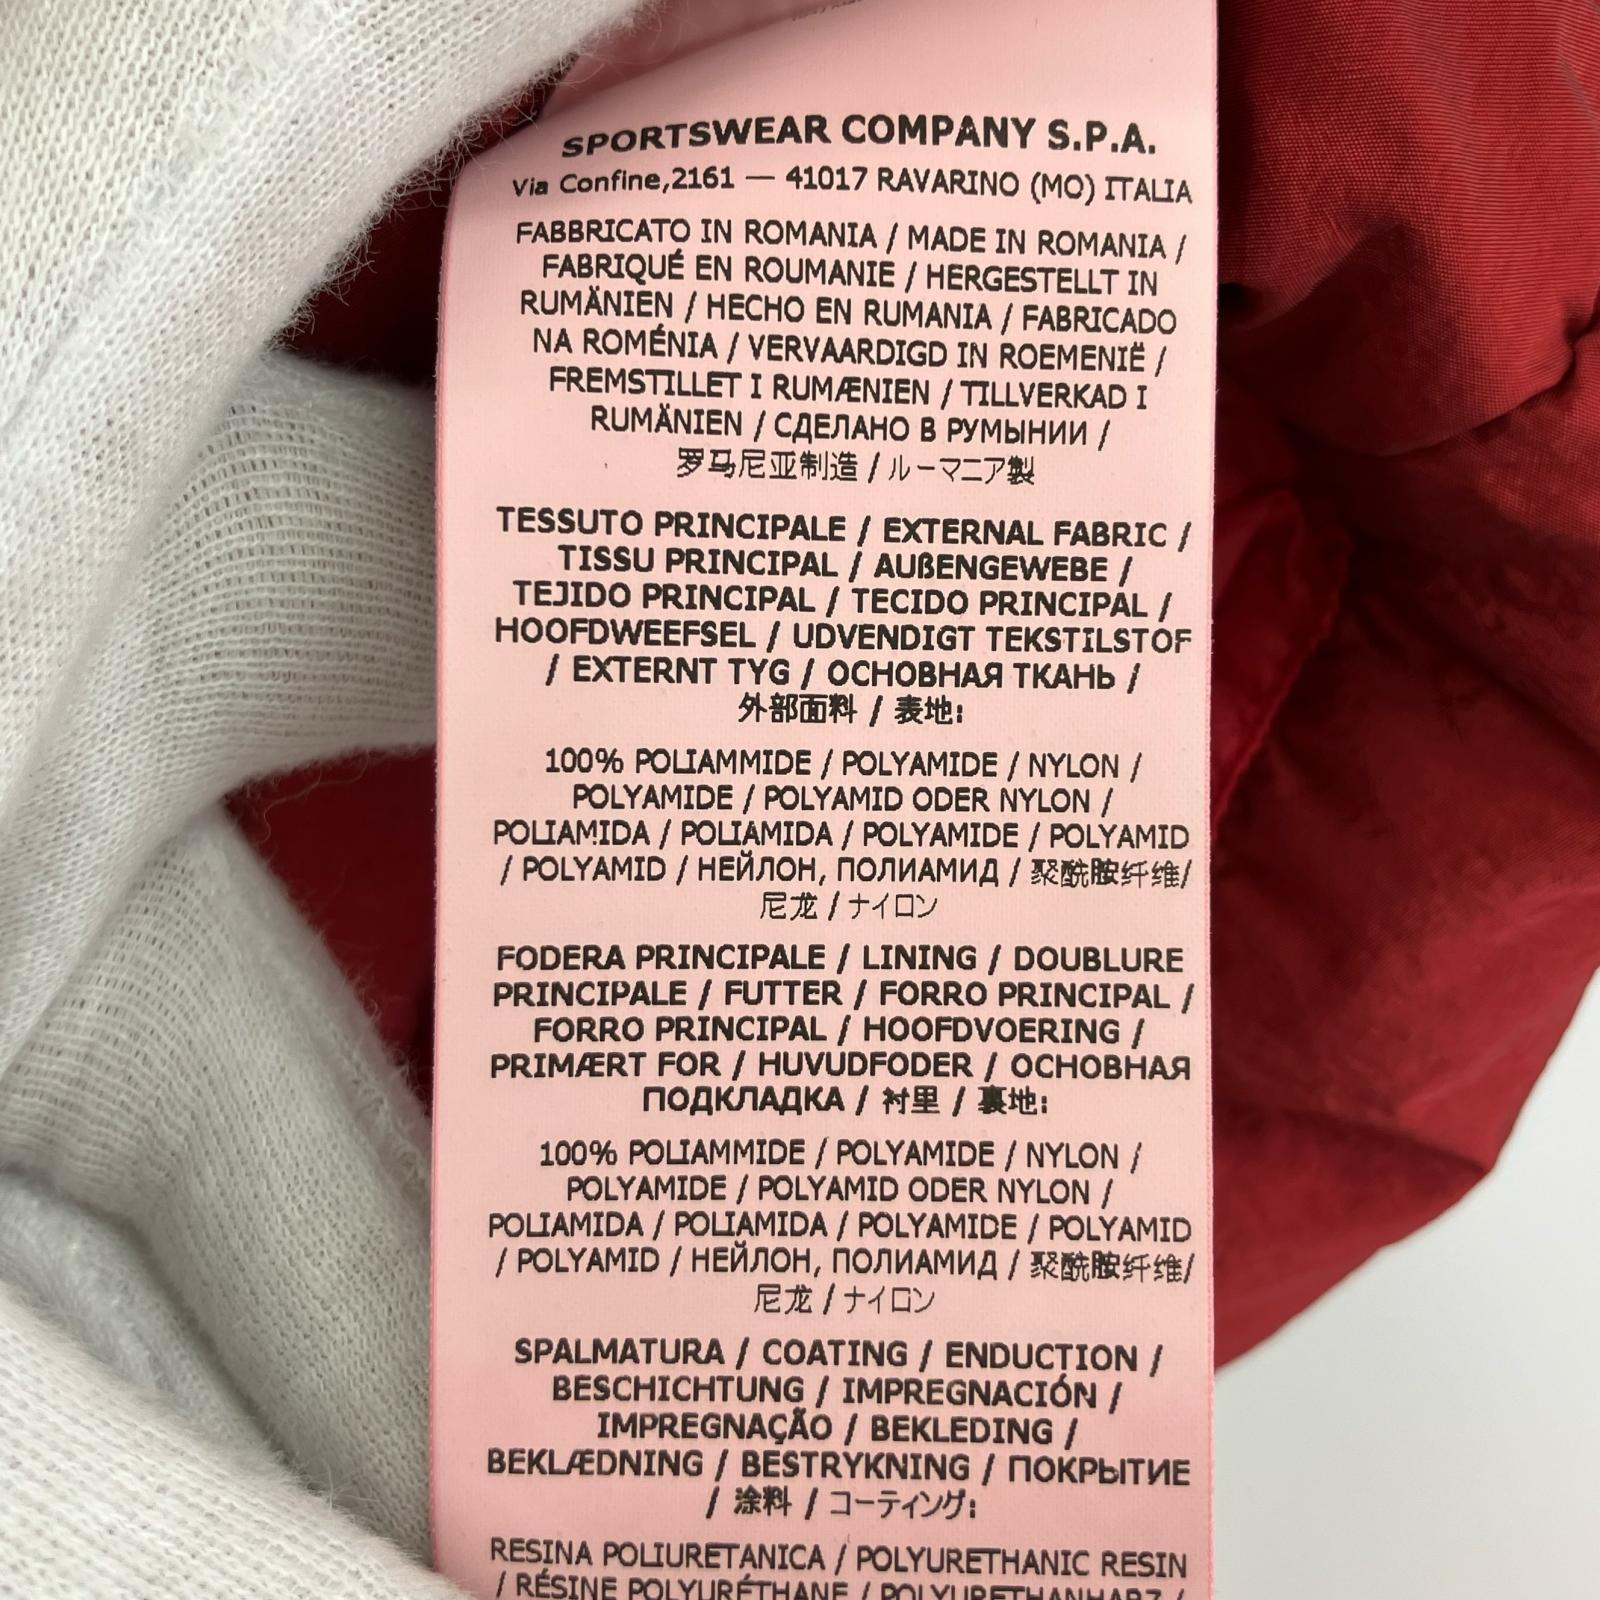 SPORTSWEAR COMPANY S.P.A.
Via Confine,2161 — 41017 RAVARINO (MO) ITALIA
FABBRICATO IN ROMANIA / MADE IN ROMANIA /
FABRIQUÉ EN ROUMANIE / HERGESTELLT IN
RUMÄNIEN / HECHO EN RUMANIA / FABRICADO
NA ROMÉNIA / VERVAARDIGD IN ROEMENIË /
FREMSTILLET I RUMÆNIEN / TILLVERKAD I
RUMÄNIEN / СДЕЛАНО В РУМЫНИИ /
罗马尼亚制造 / ルーマニア製
TESSUTO PRINCIPALE / EXTERNAL FABRIC /
TISSU PRINCIPAL / AUßENGEWEBE /
TEJIDO PRINCIPAL / TECIDO PRINCIPAL /
HOOFDWEEFSEL / UDVENDIGT TEKSTILSTOF
/ EXTERNT TYG / ОСНОВНАЯ ТКАНЬ /
外部面料 / 表地:
100% POLIAMMIDE / POLYAMIDE / NYLON /
POLYAMIDE / POLYAMID ODER NYLON /
POLIAMIDA / POLIAMIDA / POLYAMIDE / POLYAMID
/ POLYAMID / НЕЙЛОН, ПОЛИАМИД / 聚酰胺纤维/
尼龙 / ナイロン
FODERA PRINCIPALE / LINING / DOUBLURE
PRINCIPALE / FUTTER / FORRO PRINCIPAL /
FORRO PRINCIPAL / HOOFDVOERING /
PRIMÆRT FOR / HUVUDFODER / ОСНОВНАЯ
ПОДКЛАДКА / 衬里 / 裏地:
100% POLIAMMIDE / POLYAMIDE / NYLON /
POLYAMIDE / POLYAMID ODER NYLON /
POLIAMIDA / POLIAMIDA / POLYAMIDE / POLYAMID
/ POLYAMID / НЕЙЛОН, ПОЛИАМИД / 聚酰胺纤维/
尼龙 / ナイロン
SPALMATURA / COATING / ENDUCTION /
BESCHICHTUNG / IMPREGNACIÓN /
IMPREGNAÇÃO / BEKLEDING /
BEKLÆDNING / BESTRYKNING / ПОКРЫТИЕ
/ 涂料 / コーティング:
RESINA POLIURETANICA / POLYURETHANIC RESIN
/ RÉSINE POLYURÉTHANE / POLYURETHANHARZ /